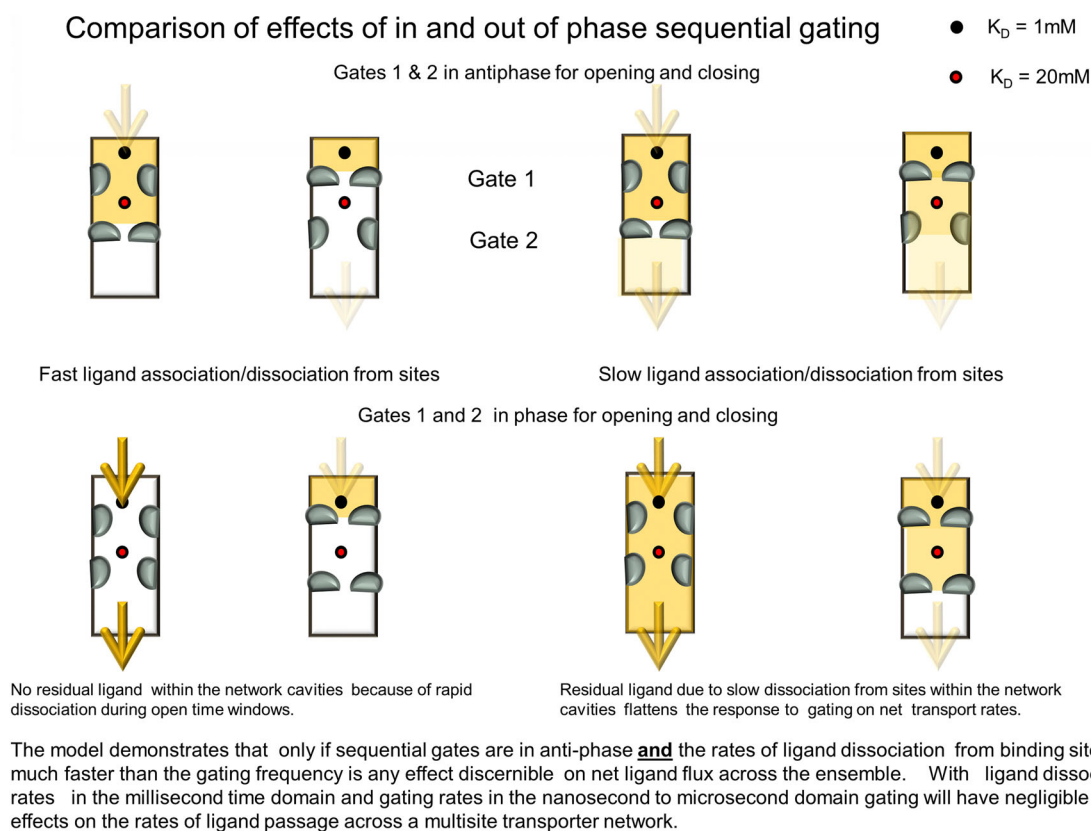 Comparison of effects of in and out of phase sequential gating
K_D = 1mM
Gates 1 & 2 in antiphase for opening and closing
K_D = 20mM
Gate 1
Gate 2
Fast ligand association/dissociation from sites
Slow ligand association/dissociation from sites
Gates 1 and 2 in phase for opening and closing
No residual ligand within the network cavities because of rapid
dissociation during open time windows.
Residual ligand due to slow dissociation from sites within the network
cavities flattens the response to gating on net transport rates.
The model demonstrates that only if sequential gates are in anti-phase and the rates of ligand dissociation from binding
much faster than the gating frequency is any effect discernible on net ligand flux across the ensemble. With ligand
rates in the millisecond time domain and gating rates in the nanosecond to microsecond domain gating will have negligible
effects on the rates of ligand passage across a multisite transporter network.